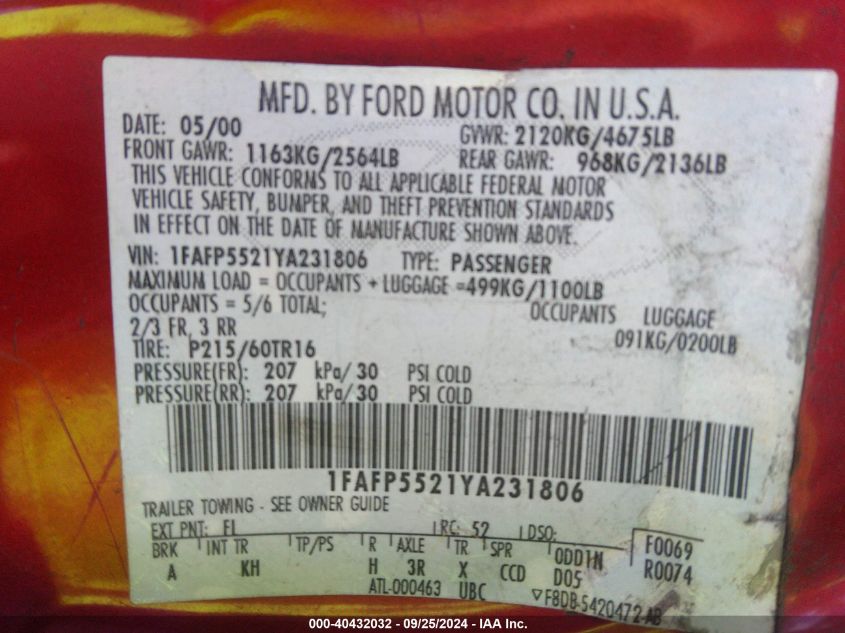 MFD. BY FORD MOTOR CO. IN U.S.A.
DATE: 05/00 GVWR: 2120KG/4675LB
FRONT GAWR: 1163KG/2564LB REAR GAWR: 968KG/2136LB
THIS VEHICLE CONFORMS TO ALL APPLICABLE FEDERAL MOTOR
VEHICLE SAFETY, BUMPER, AND THEFT PREVENTION STANDARDS
IN EFFECT ON THE DATE OF MANUFACTURE SHOWN ABOVE.
VIN: 1FAFP5521YA231806 TYPE: PASSENGER
MAXIMUM LOAD = OCCUPANTS + LUGGAGE =499KG/1100LB
OCCUPANTS = 5/6 TOTAL; OCCUPANTS LUGGAGE
2/3 FR, 3 RR 091KG/0200LB
TIRE: P215/60TR16
PRESSURE(FR): 207 kPa/ 30 PSI COLD
PRESSURE(RR): 207 kPa/ 30 PSI COLD
1FAFP5521YA231806
TRAILER TOWING - SEE OWNER GUIDE
EXT PNT: FL RC: 52 DSO: F0069
BRK INT TR TP/PS R AXLE TR SPR ODD1N R0074
A KH H 3R X CCD D05
ATL-000463 UBC F8DB-5420472-AB
000-40432032 - 09/25/2024 - IAA Inc.